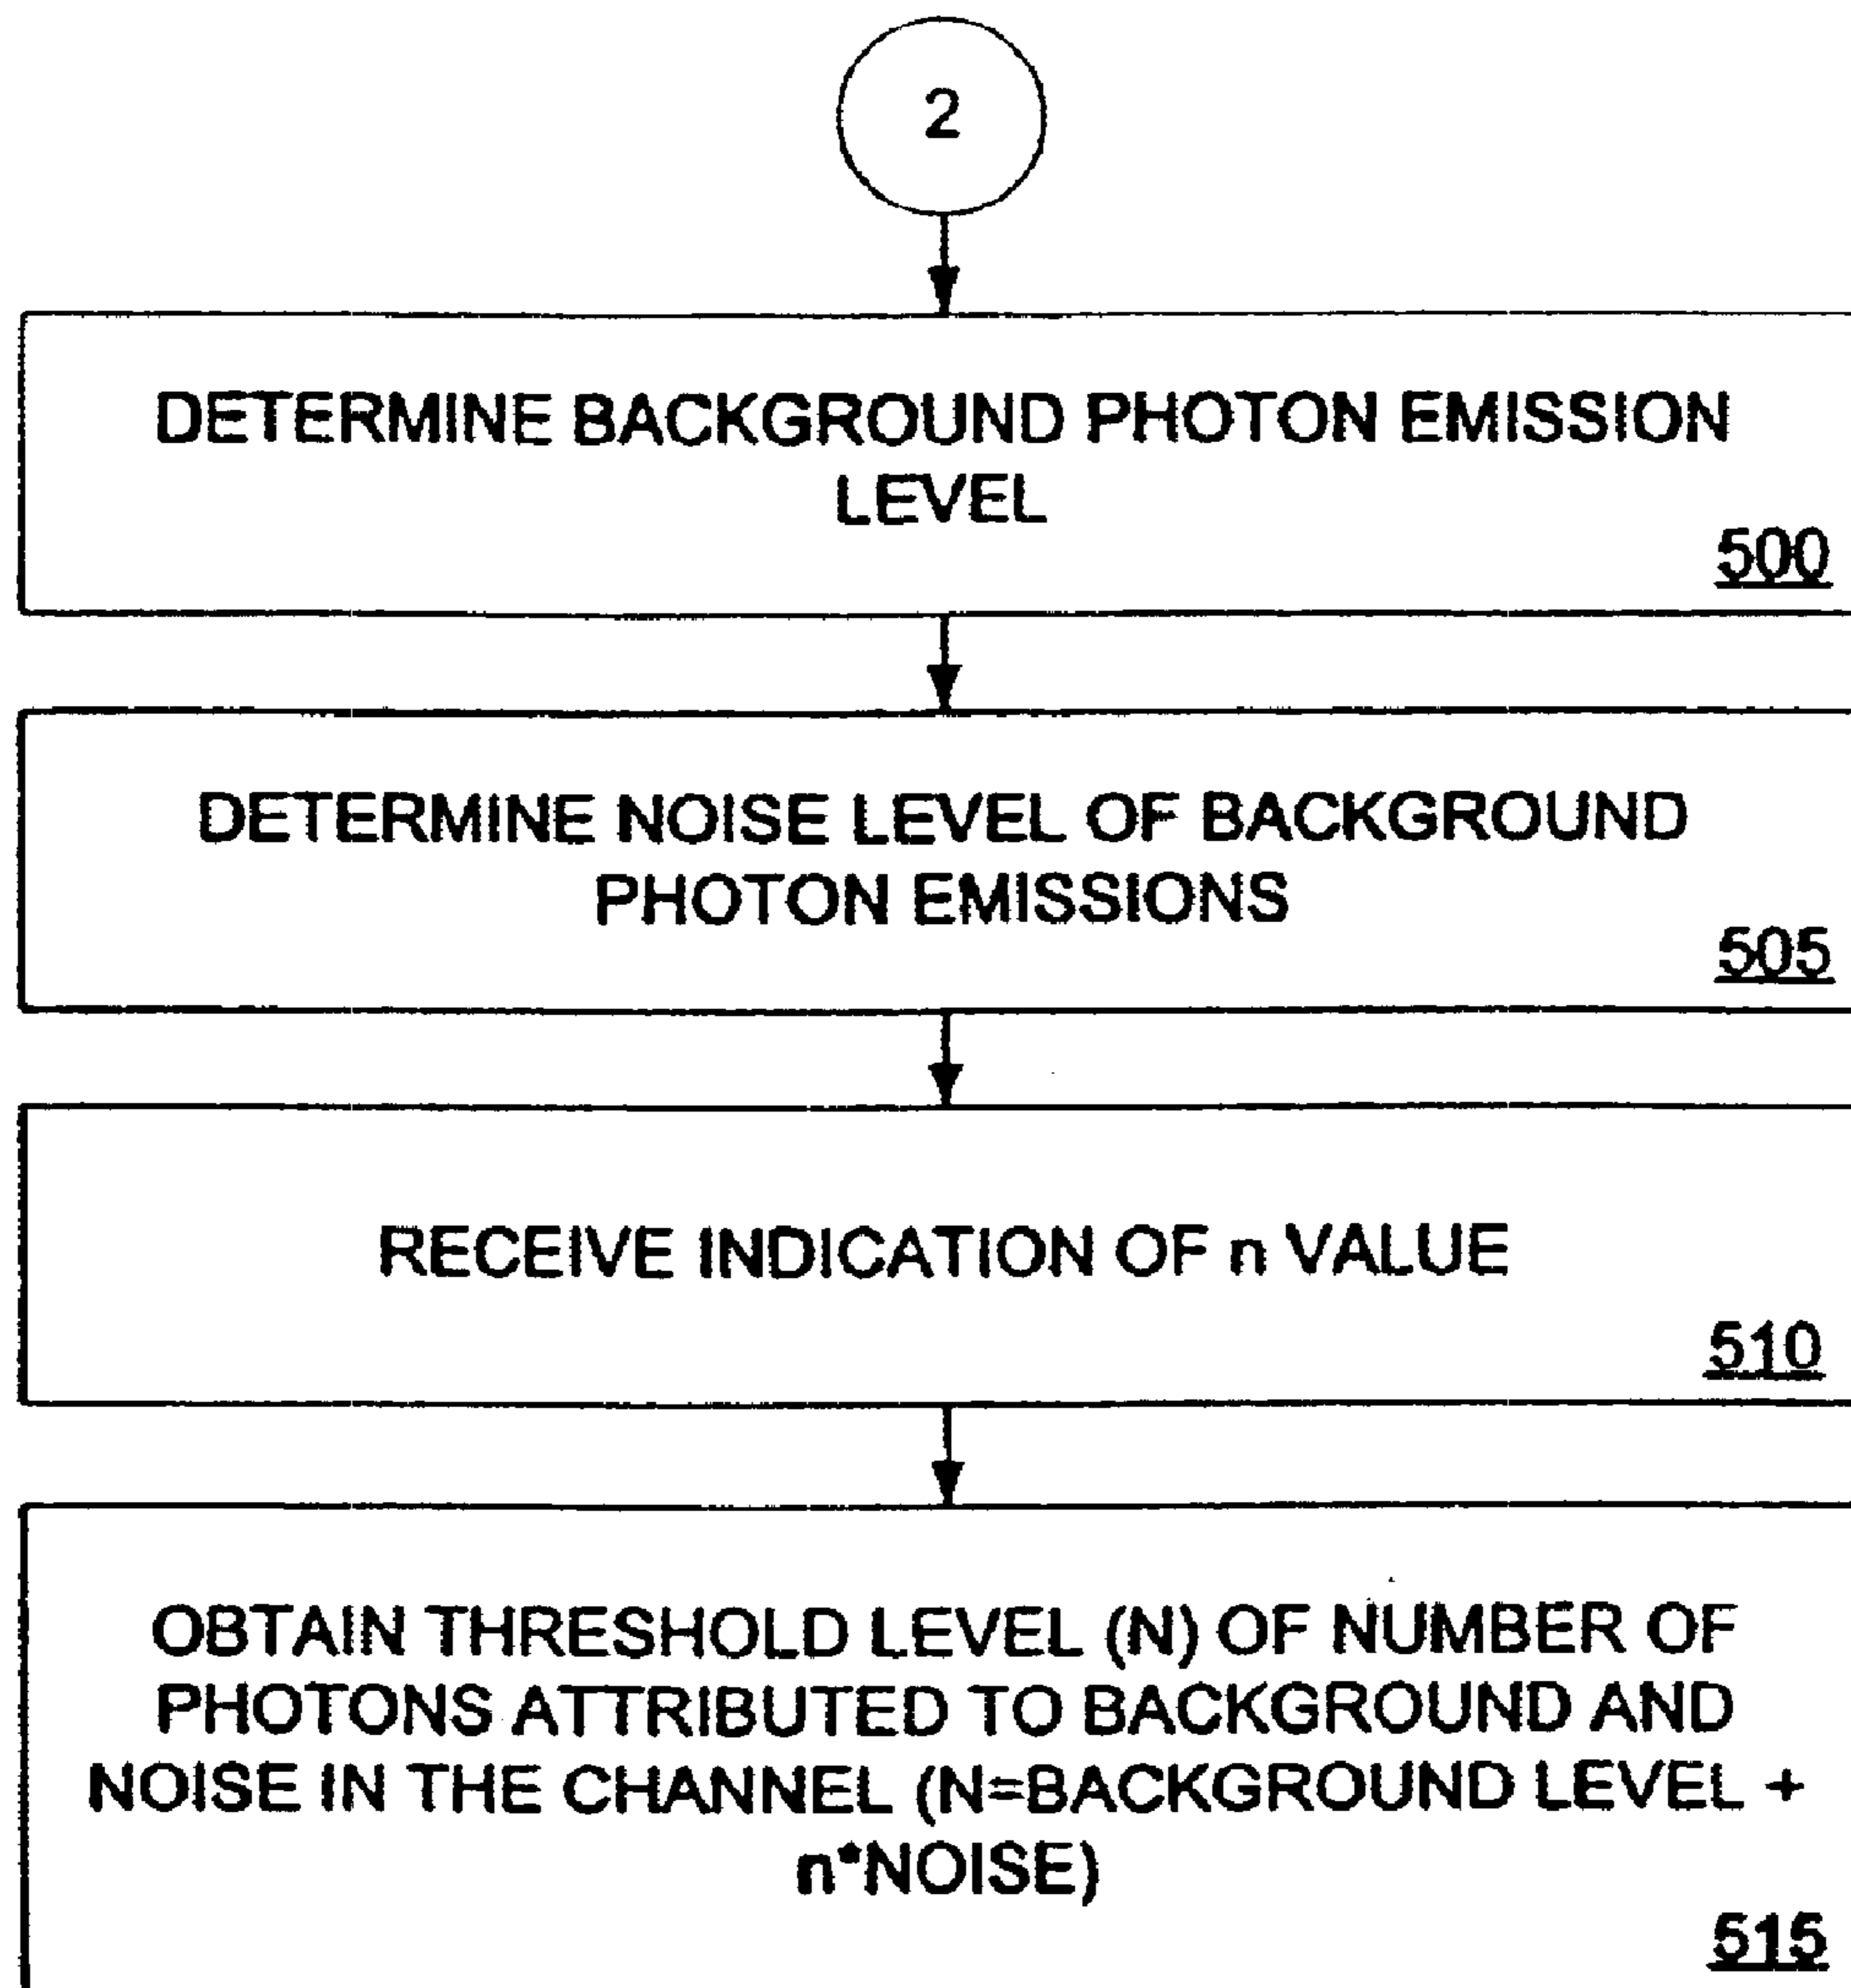 2
DETERMINE BACKGROUND PHOTON EMISSION
LEVEL
500
DETERMINE NOISE LEVEL OF BACKGROUND
PHOTON EMISSIONS
505
RECEIVE INDICATION OF n VALUE
510
OBTAIN THRESHOLD LEVEL (N) OF NUMBER OF
PHOTONS ATTRIBUTED TO BACKGROUND AND
NOISE IN THE CHANNEL (N=BACKGROUND LEVEL +
n*NOISE)
515